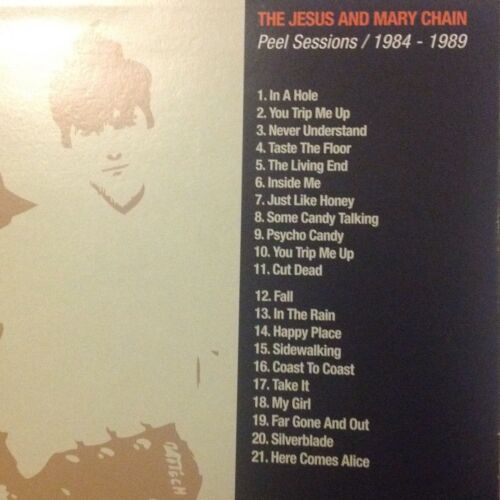 THE JESUS AND MARY CHAIN
Peel Sessions / 1984 - 1989
1. In A Hole
2. You Trip Me Up
3. Never Understand
4. Taste The Floor
5. The Living End
6. Inside Me
7. Just Like Honey
8. Some Candy Talking
9. Psycho Candy
10. You Trip Me Up
11. Cut Dead
12. Fall
13. In The Rain
14. Happy Place
15. Sidewalking
16. Coast To Coast
17. Take It
18. My Girl
19. Far Gone And Out
20. Silverblade
21. Here Comes Alice